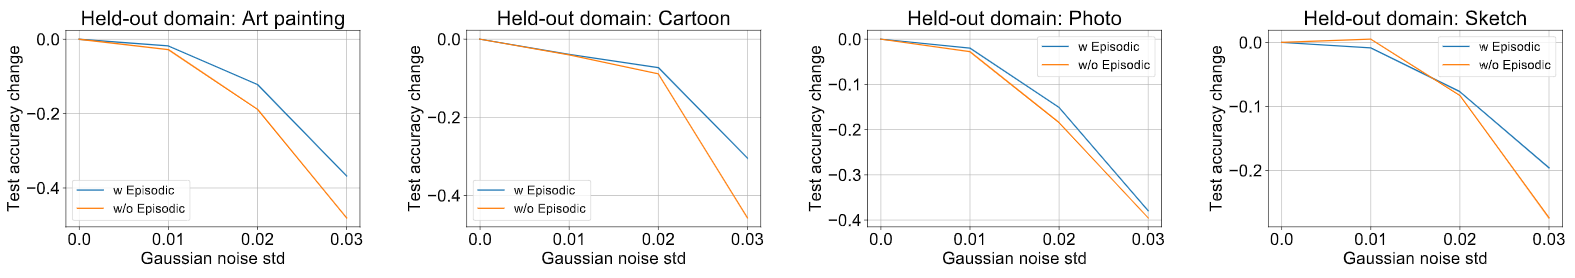 Held-out domain: Art painting
Test accuracy change
0.0
−0.2
−0.4
w Episodic
w/o Episodic
0.0 0.01 0.02 0.03
Gaussian noise std
Held-out domain: Cartoon
Test accuracy change
0.0
−0.2
−0.4
w Episodic
w/o Episodic
0.0 0.01 0.02 0.03
Gaussian noise std
Held-out domain: Photo
Test accuracy change
0.0
−0.1
−0.2
−0.3
−0.4
w Episodic
w/o Episodic
0.0 0.01 0.02 0.03
Gaussian noise std
Held-out domain: Sketch
Test accuracy change
0.0
−0.1
−0.2
w Episodic
w/o Episodic
0.0 0.01 0.02 0.03
Gaussian noise std